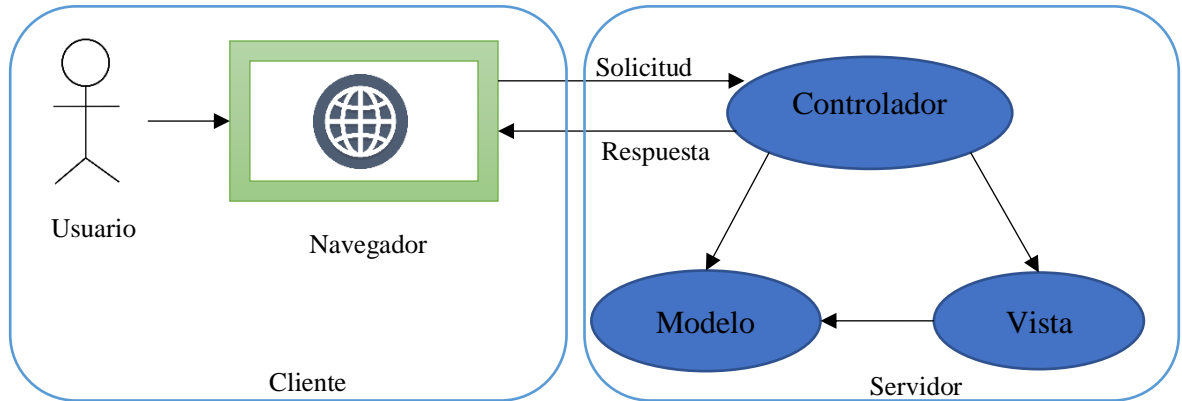 Solicitud
Controlador
Respuesta
Usuario
Navegador
Modelo
Vista
Cliente
Servidor